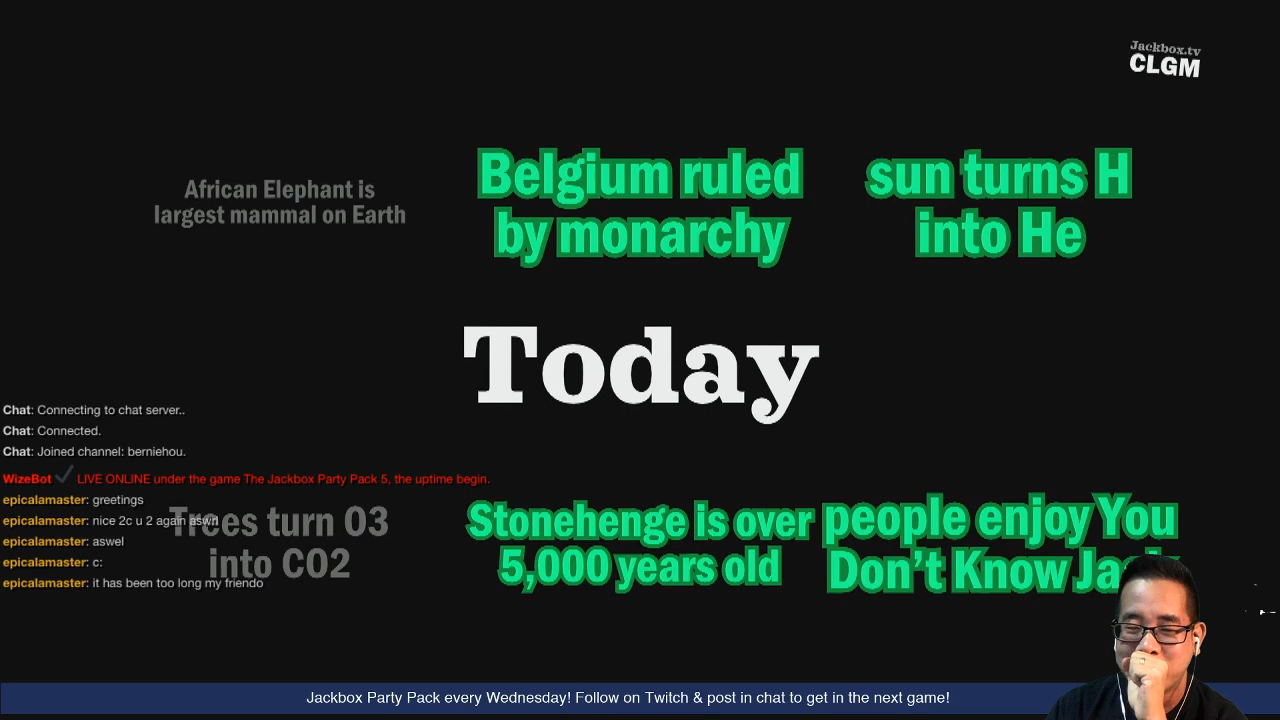 Jackbox.tv
CLGM
African Elephant is
largest mammal on Earth
Belgium ruled
by monarchy
sun turns H
into He
Today
Chat: Connecting to chat server..
Chat: Connected.
Chat: Joined channel: berniehou.
WizeBot LIVE ONLINE under the game The Jackbox Party Pack 5, the uptime begin.
epicalamaster: greetings
epicalamaster: nice 2c u 2 again aswrl
epicalamaster: aswel
epicalamaster: c:
epicalamaster: it has been too long my friendo
Trees turn O3
into CO2
Stonehenge is over
5,000 years old
people enjoy You
Don't Know
Jackbox Party Pack every Wednesday! Follow on Twitch & post in chat to get in the next game!